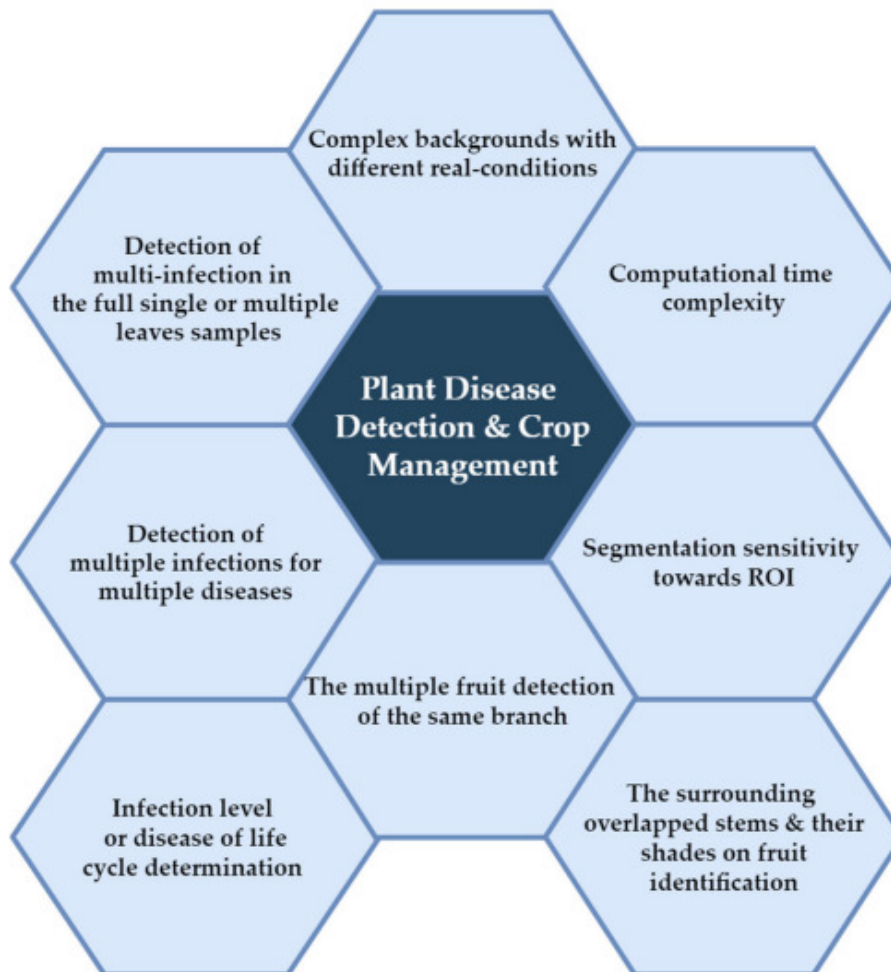 Complex backgrounds with
different real-conditions
Detection of
multi-infection in
the full single or multiple
leaves samples
Computational time
complexity
Plant Disease
Detection & Crop
Management
Detection of
multiple infections for
multiple diseases
Segmentation sensitivity
towards ROI
The multiple fruit detection
of the same branch
Infection level
or disease of life
cycle determination
The surrounding
overlapped stems & their
shades on fruit
identification